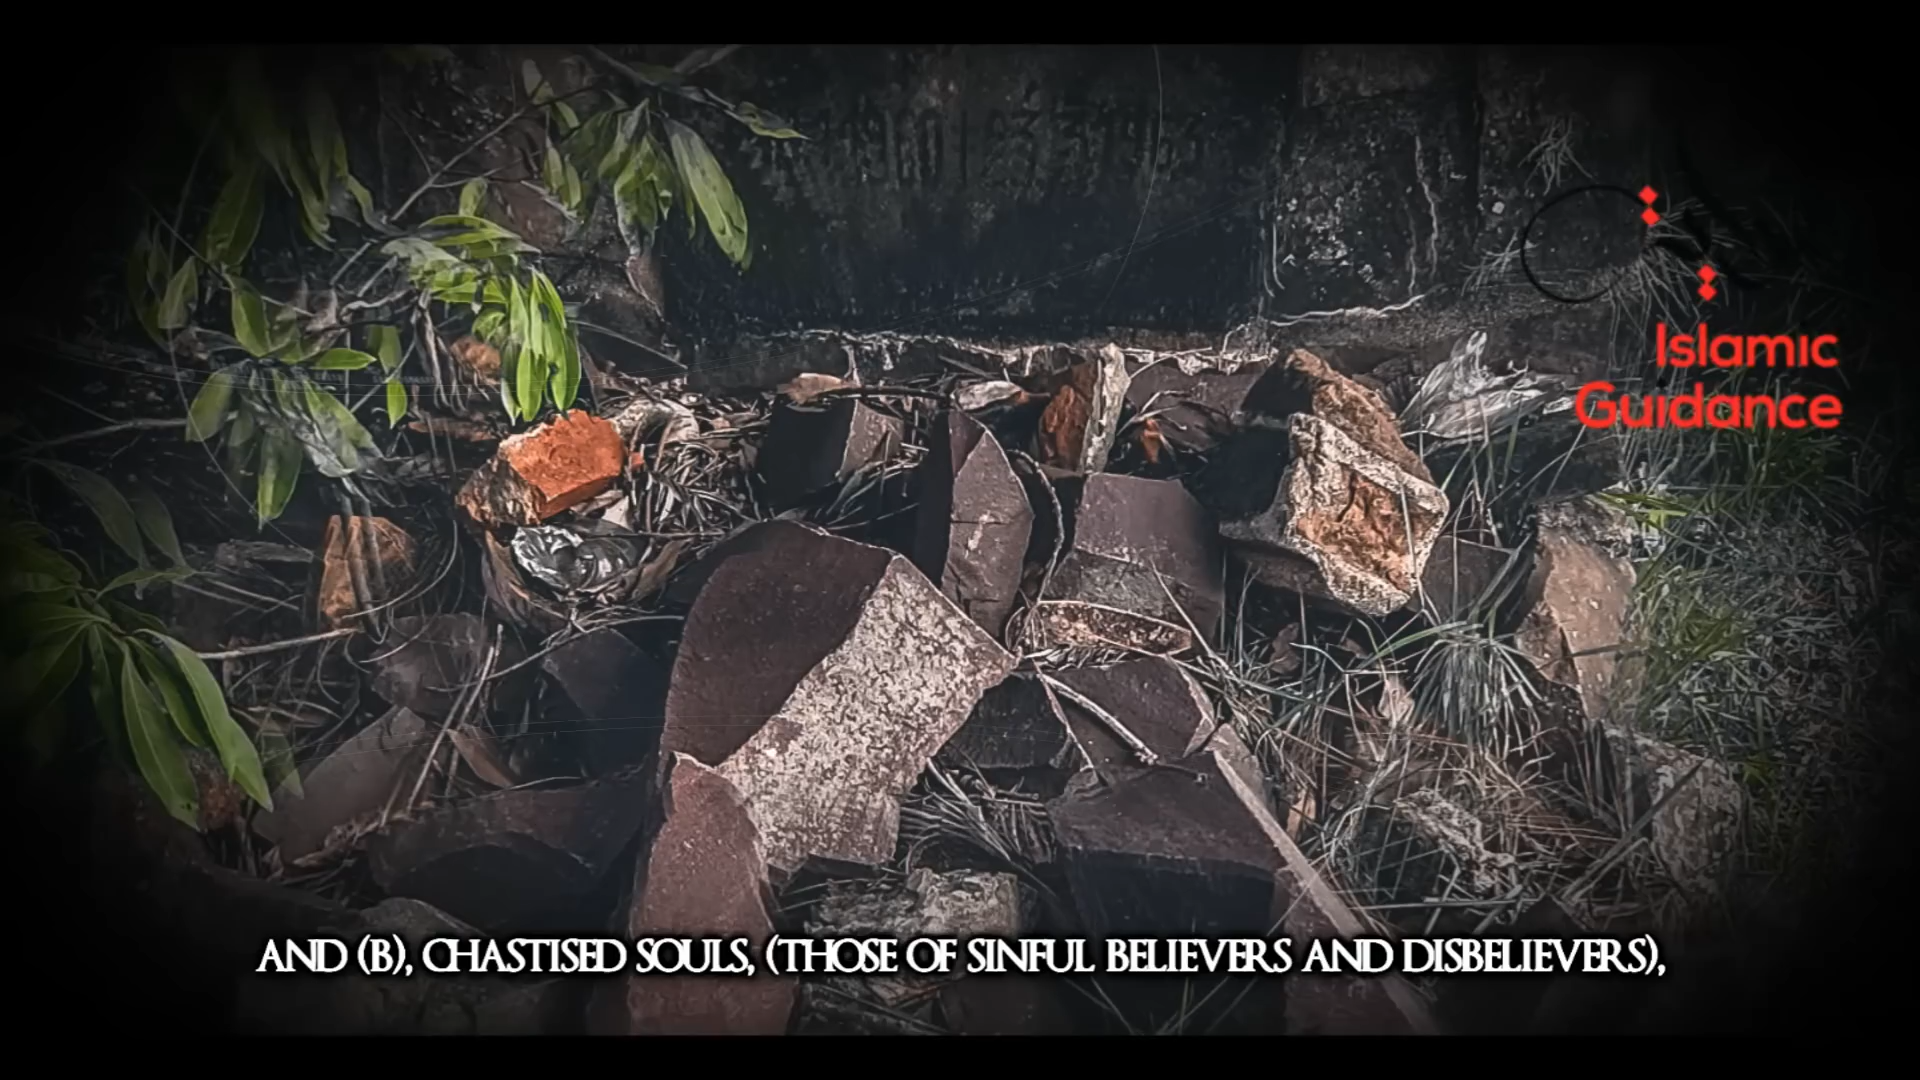 Islamic
Guidance
AND (B), CHASTISED SOULS, (THOSE OF SINFUL BELIEVERS AND DISBELIEVERS),